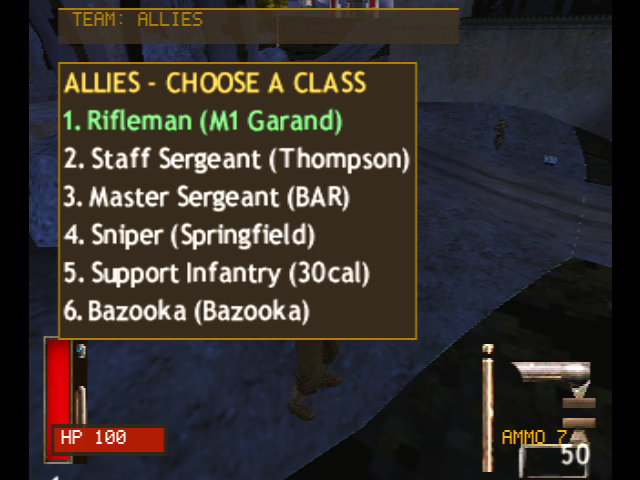 TEAM: ALLIES
ALLIES - CHOOSE A CLASS
1. Rifleman (M1 Garand)
2. Staff Sergeant (Thompson)
3. Master Sergeant (BAR)
4. Sniper (Springfield)
5. Support Infantry (30cal)
6. Bazooka (Bazooka)
HP 100
AMMO 7
50